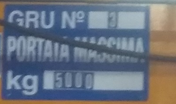 GRU Nº 3
PORTATA MASSIMA
kg 5000